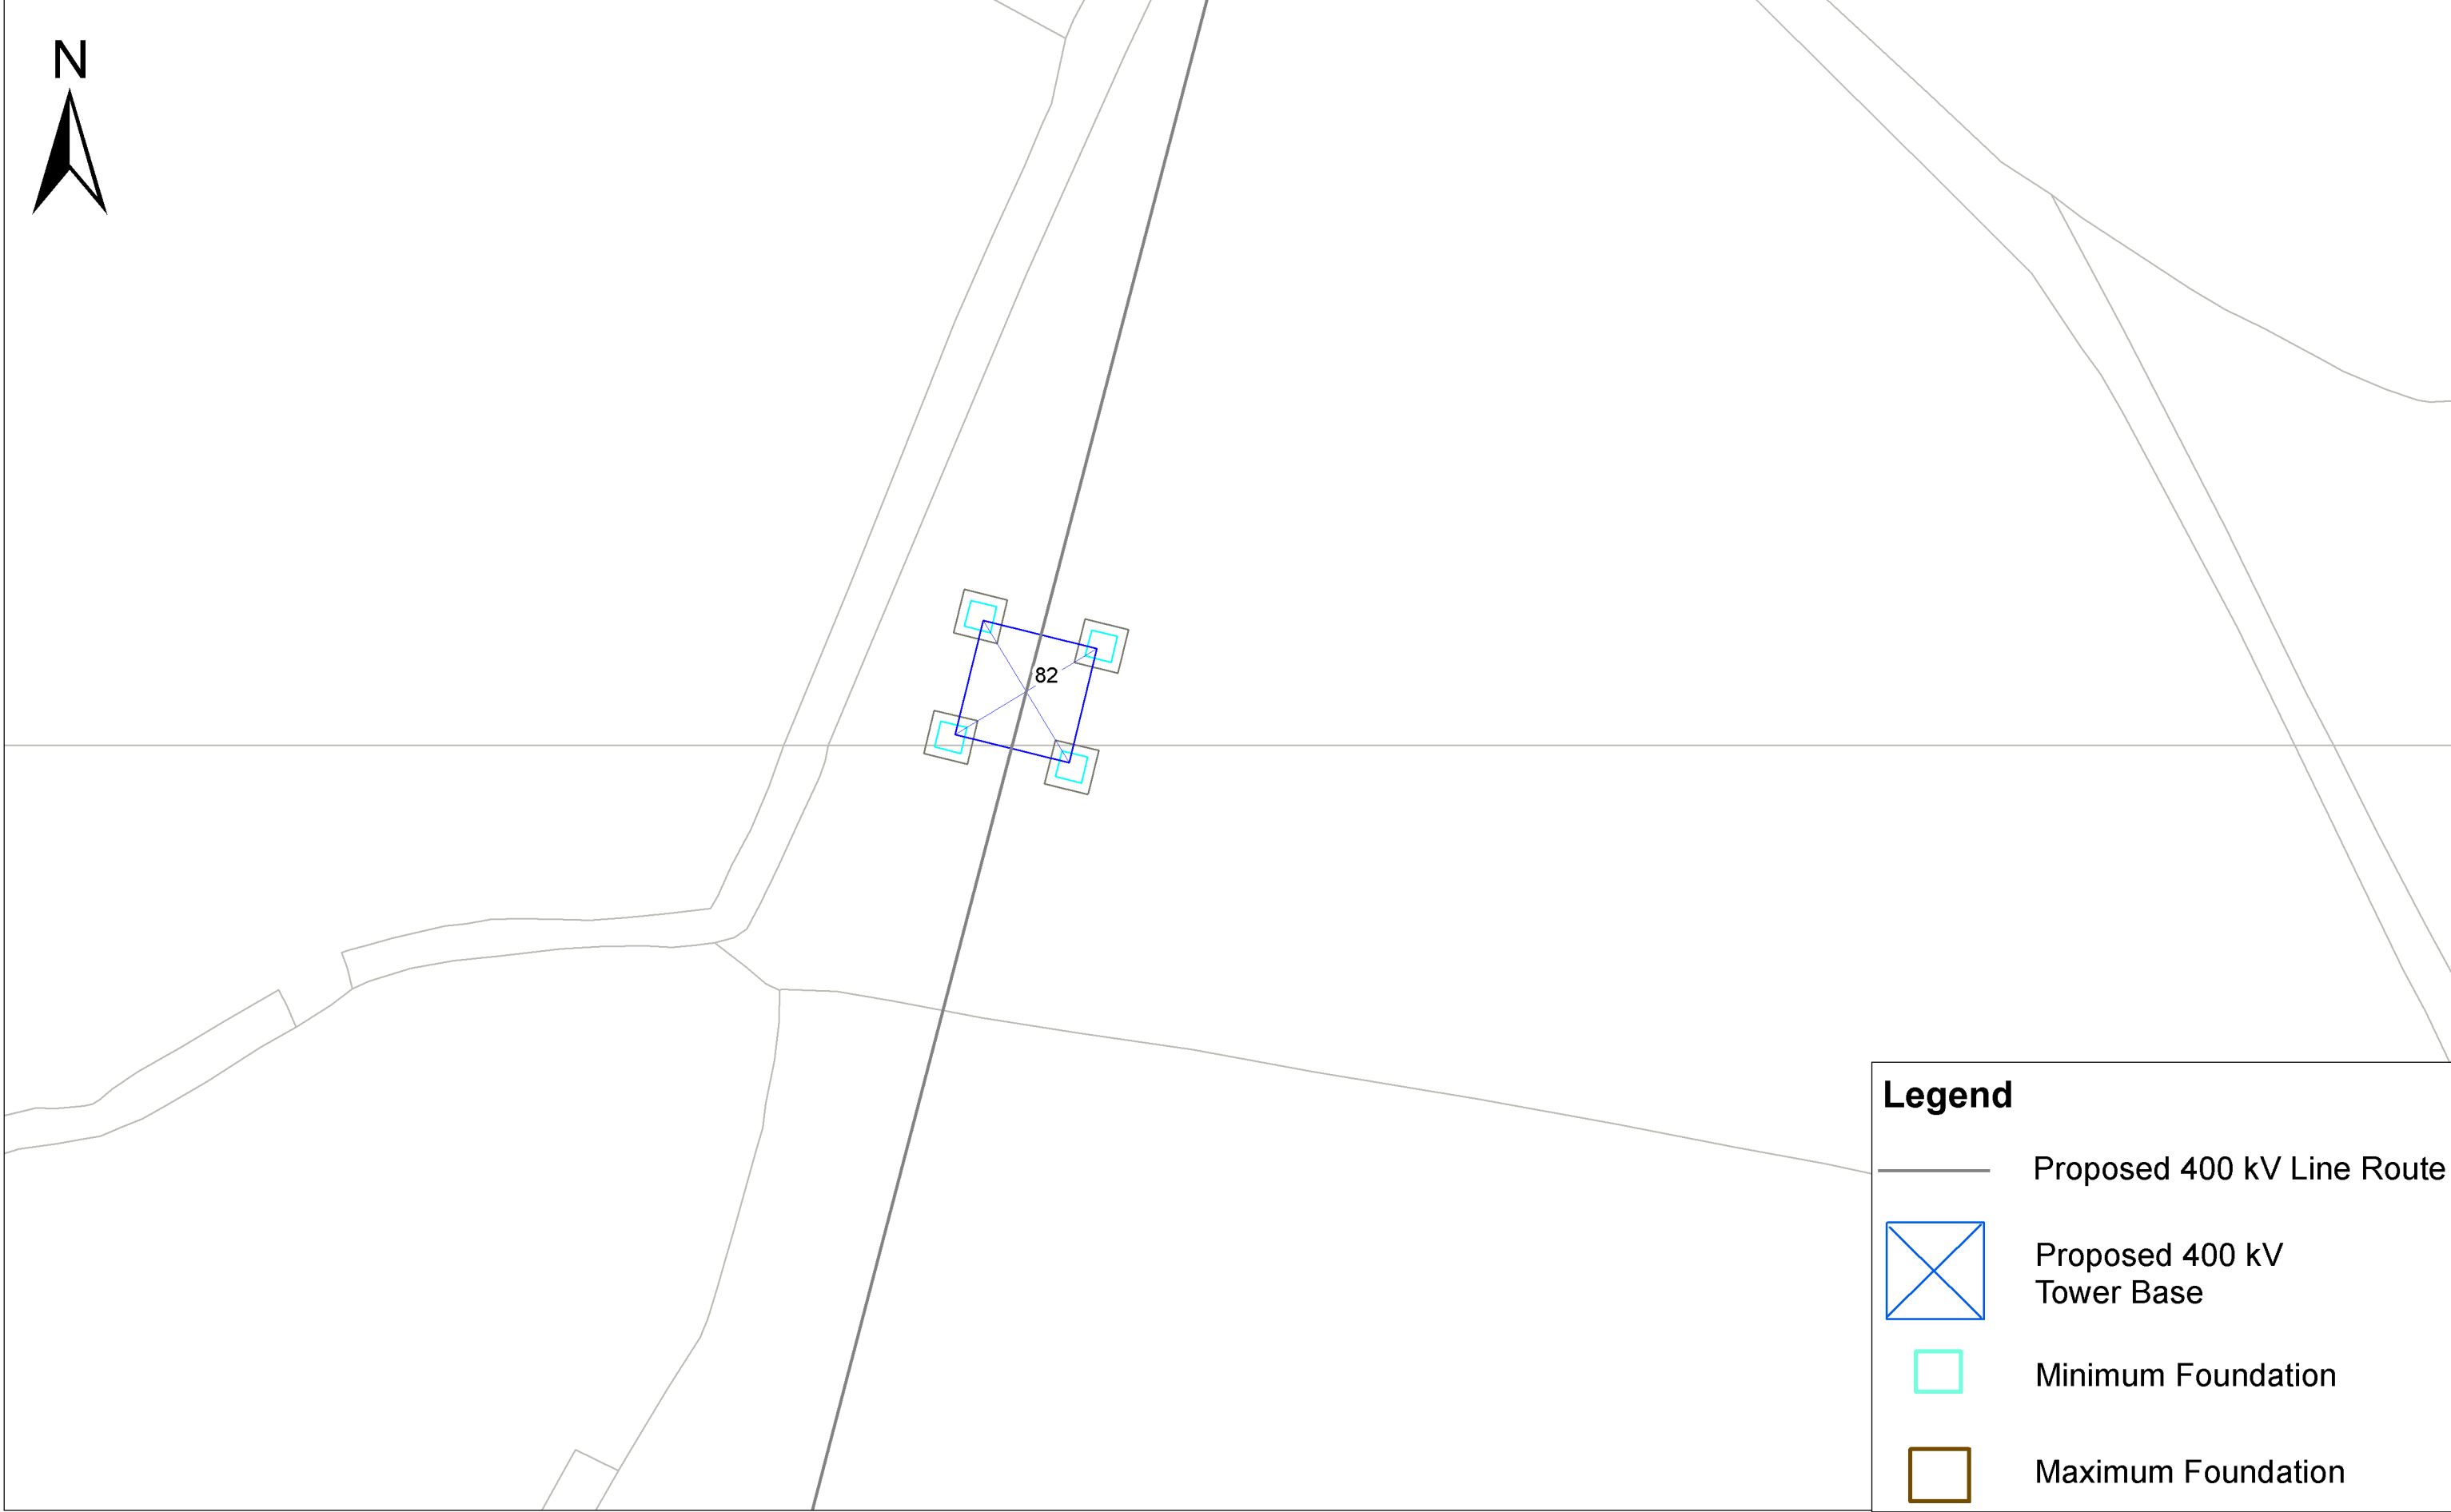 N
82
Legend
Proposed 400 kV Line Route
Proposed 400 kV
Tower Base
Minimum Foundation
Maximum Foundation